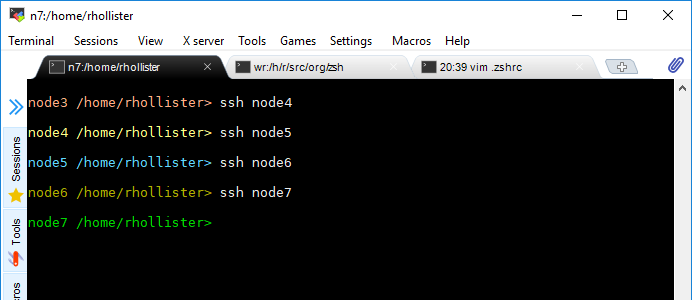 n7:/home/rhollister
Terminal Sessions View X server Tools Games Settings Macros Help
n7:/home/rhollister wr:/h/r/src/org/zsh 20:39 vim .zshrc
node3 /home/rhollister> ssh node4
node4 /home/rhollister> ssh node5
node5 /home/rhollister> ssh node6
node6 /home/rhollister> ssh node7
node7 /home/rhollister>
Sessions
Tools